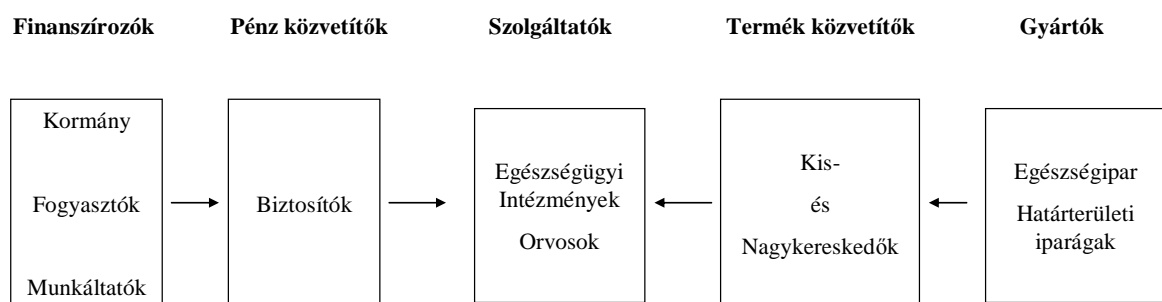 Finanszírozók
Pénz közvetítők
Szolgáltatók
Termék közvetítők
Gyártók
Kormány
Fogyasztók
Munkáltatók
Biztosítók
Egészségügyi
Intézmények
Orvosok
Kis-
és
Nagykereskedők
Egészségipar
Határterületi
iparágak